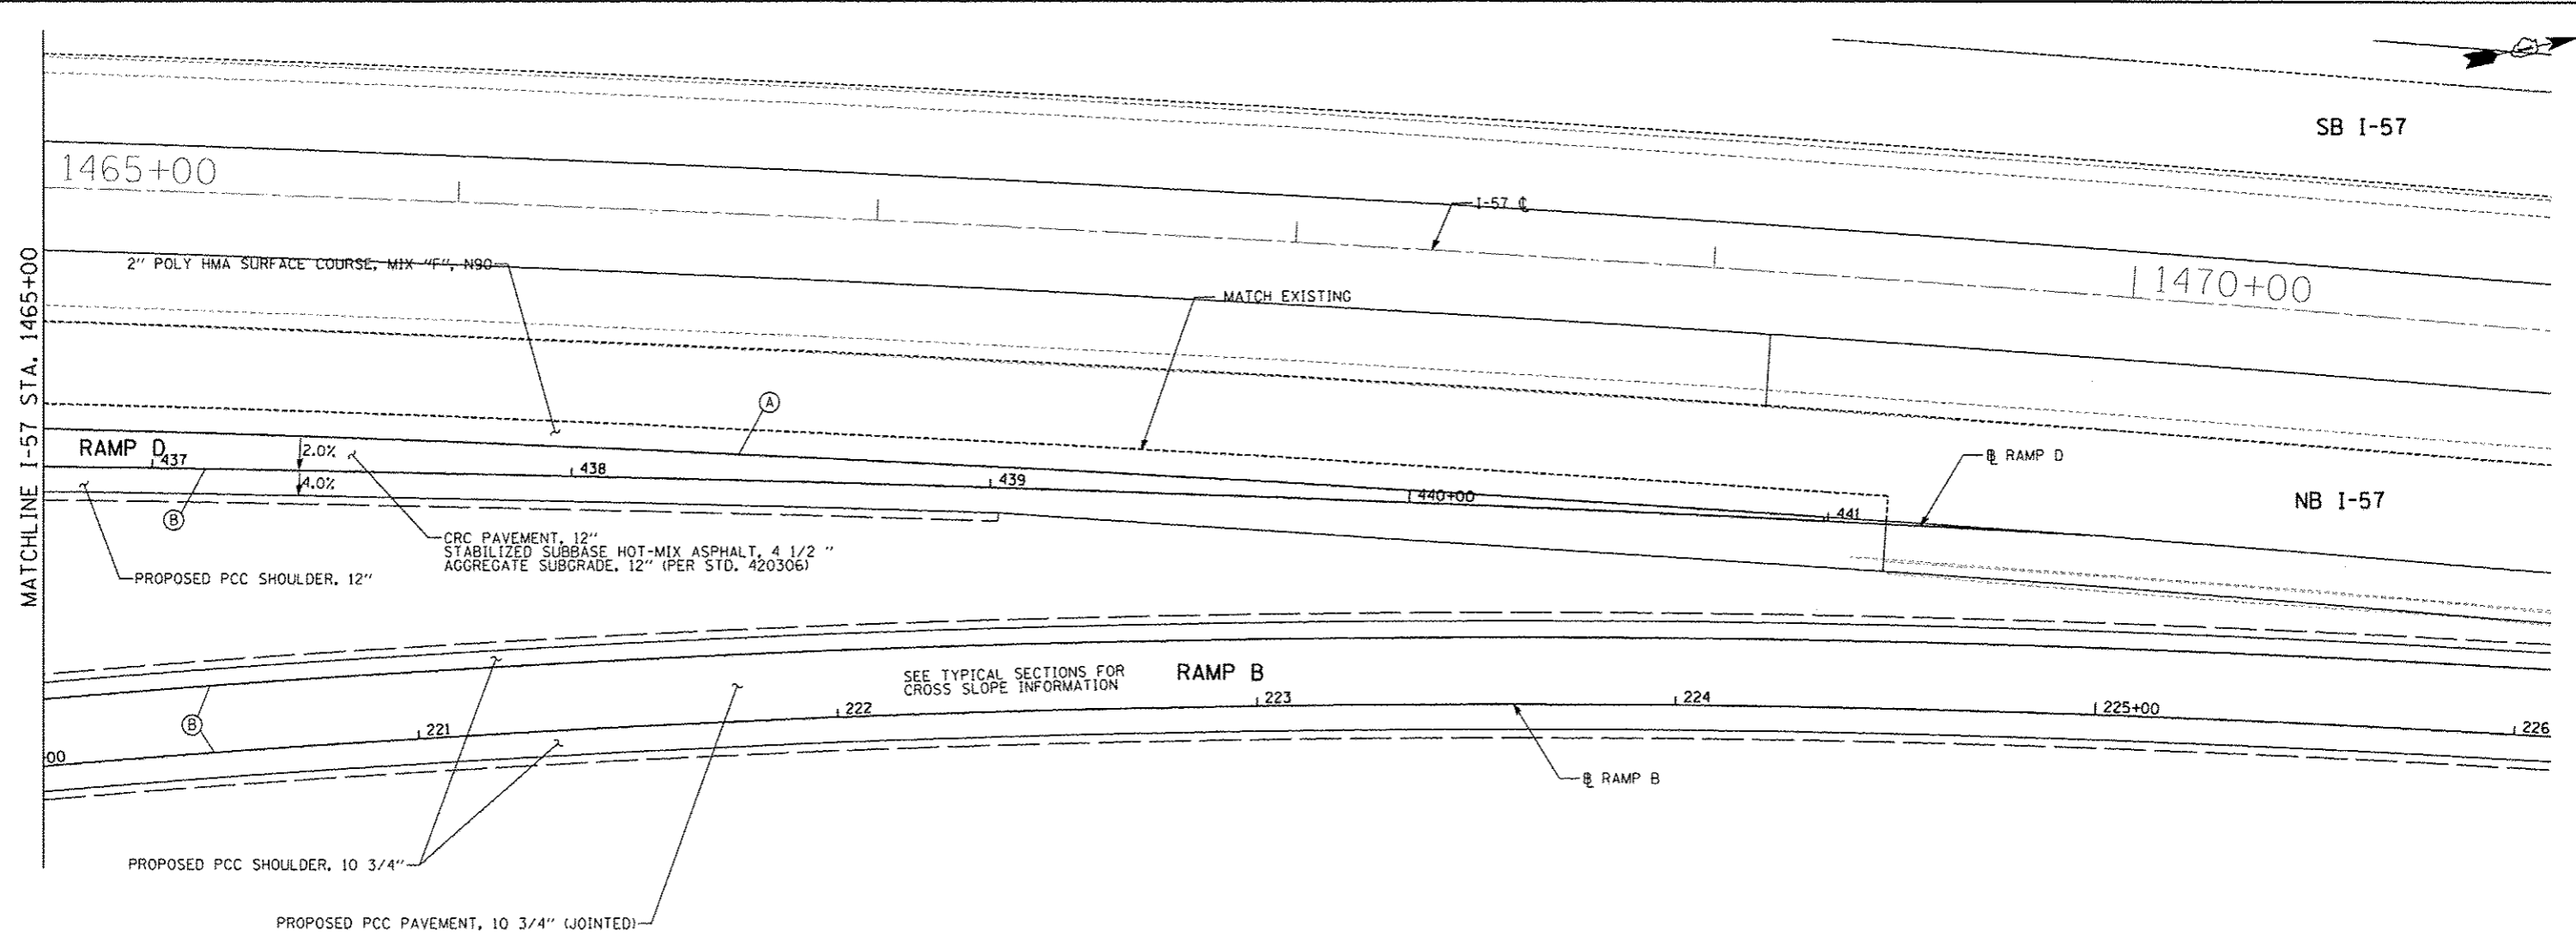 SB I-57
1465+00
I-57 ℄
2" POLY HMA SURFACE COURSE, MIX "F", N90
MATCH EXISTING
1470+00
MATCHLINE I-57 STA. 1465+00
A
RAMP D
437
2.0%
438
439
440+00
441
℄ RAMP D
NB I-57
4.0%
B
CRC PAVEMENT, 12"
STABILIZED SUBBASE HOT-MIX ASPHALT, 4 1/2 "
AGGREGATE SUBGRADE, 12" (PER STD. 420306)
PROPOSED PCC SHOULDER, 12"
SEE TYPICAL SECTIONS FOR
CROSS SLOPE INFORMATION
RAMP B
B
00
221
222
223
224
225+00
226
℄ RAMP B
PROPOSED PCC SHOULDER, 10 3/4"
PROPOSED PCC PAVEMENT, 10 3/4" (JOINTED)